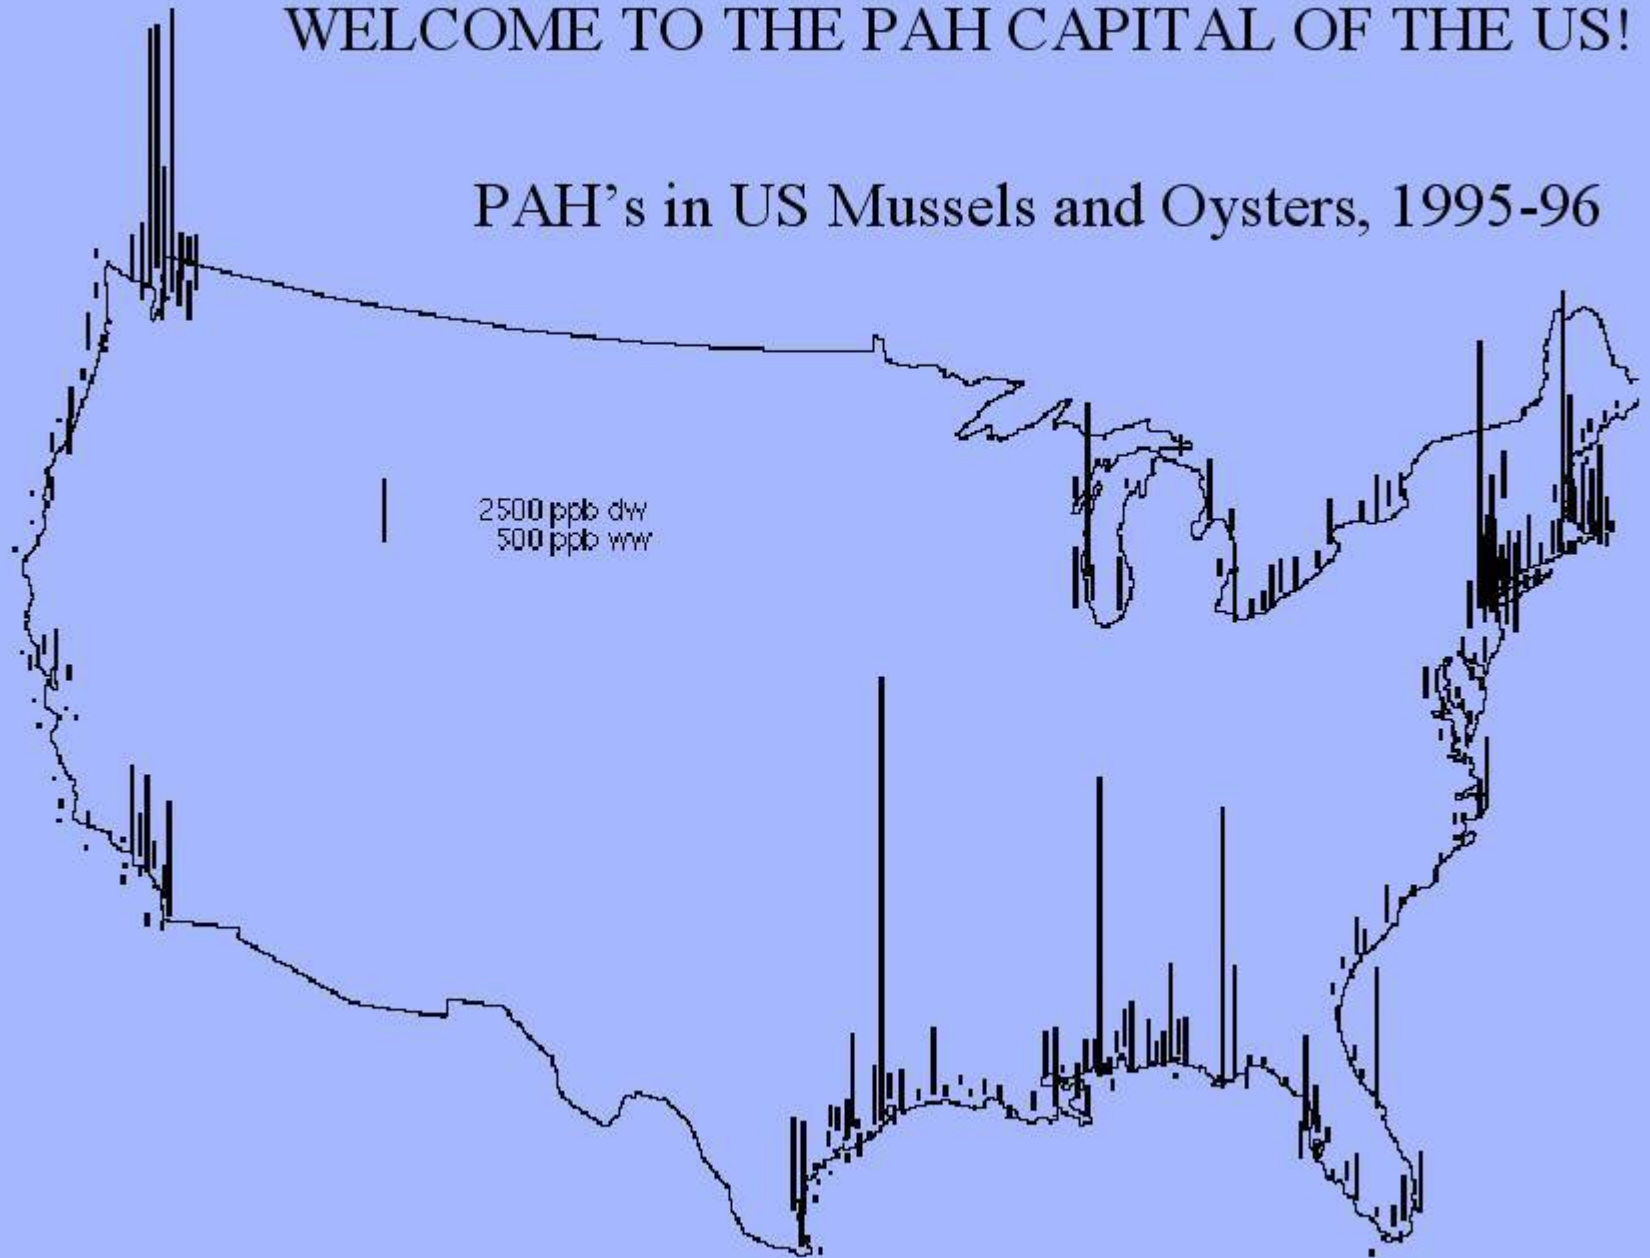 WELCOME TO THE PAH CAPITAL OF THE US!
PAH’s in US Mussels and Oysters, 1995-96
2500 ppb dw
500 ppb ww